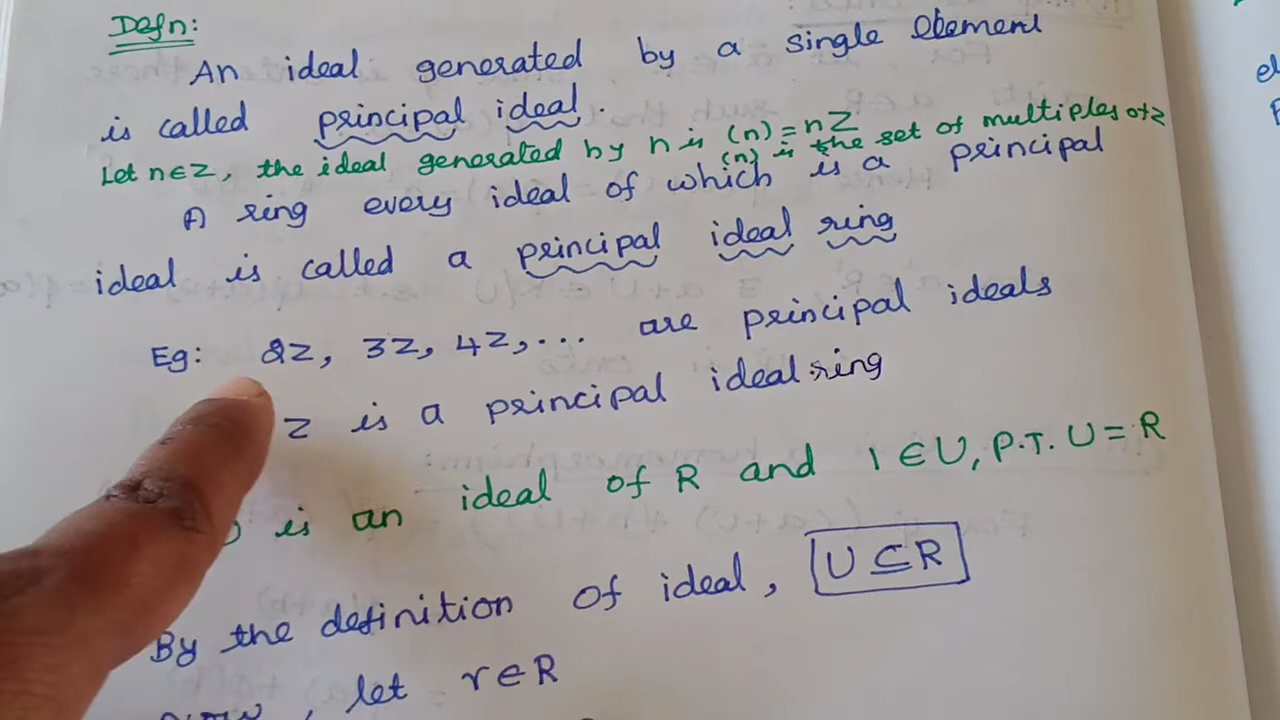 Defn:
An ideal generated by a single element
is called principal ideal.
Let n∈Z, the ideal generated by n is (n)=nZ
(n) is the set of multiples of z
A ring every ideal of which is a principal
ideal is called a principal ideal ring
Eg: 2Z, 3Z, 4Z,... are principal ideals
Z is a principal ideal ring
is an ideal of R and 1∈U, P.T. U=R
By the definition of ideal, U⊆R
, let r∈R